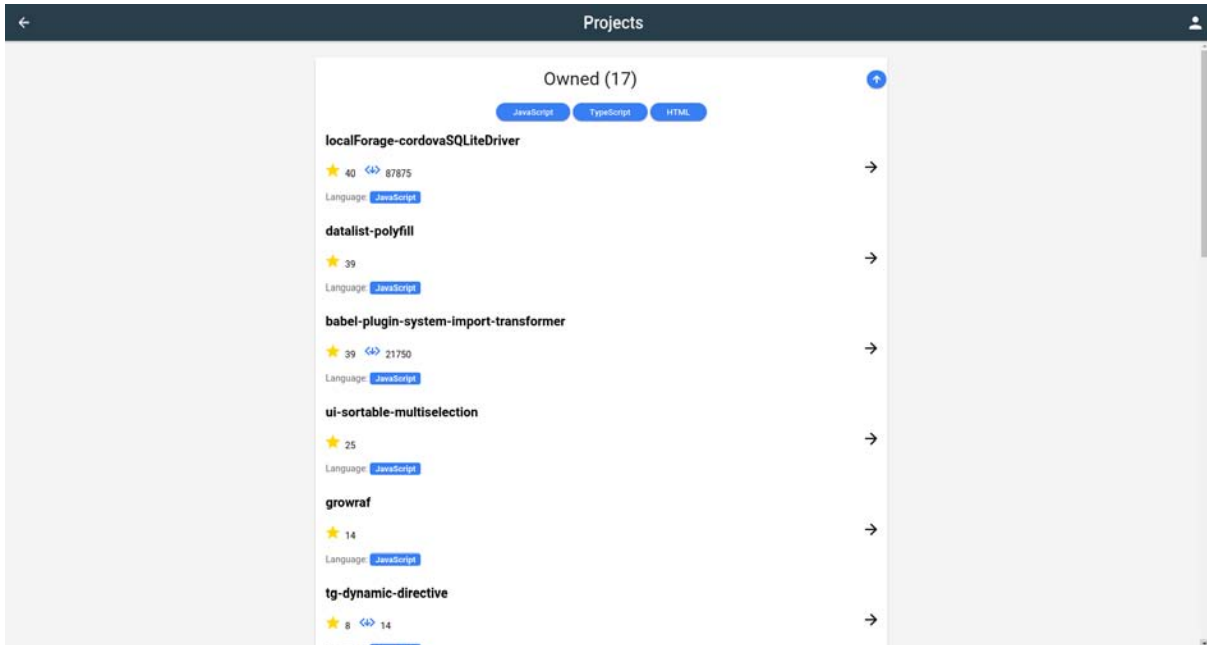 Projects
Owned (17)
JavaScript TypeScript HTML
localForage-cordovaSQLiteDriver
40 87875
Language: JavaScript
datalist-polyfill
39
Language: JavaScript
babel-plugin-system-import-transformer
39 21750
Language: JavaScript
ui-sortable-multiselection
25
Language: JavaScript
growraf
14
Language: JavaScript
tg-dynamic-directive
8 14